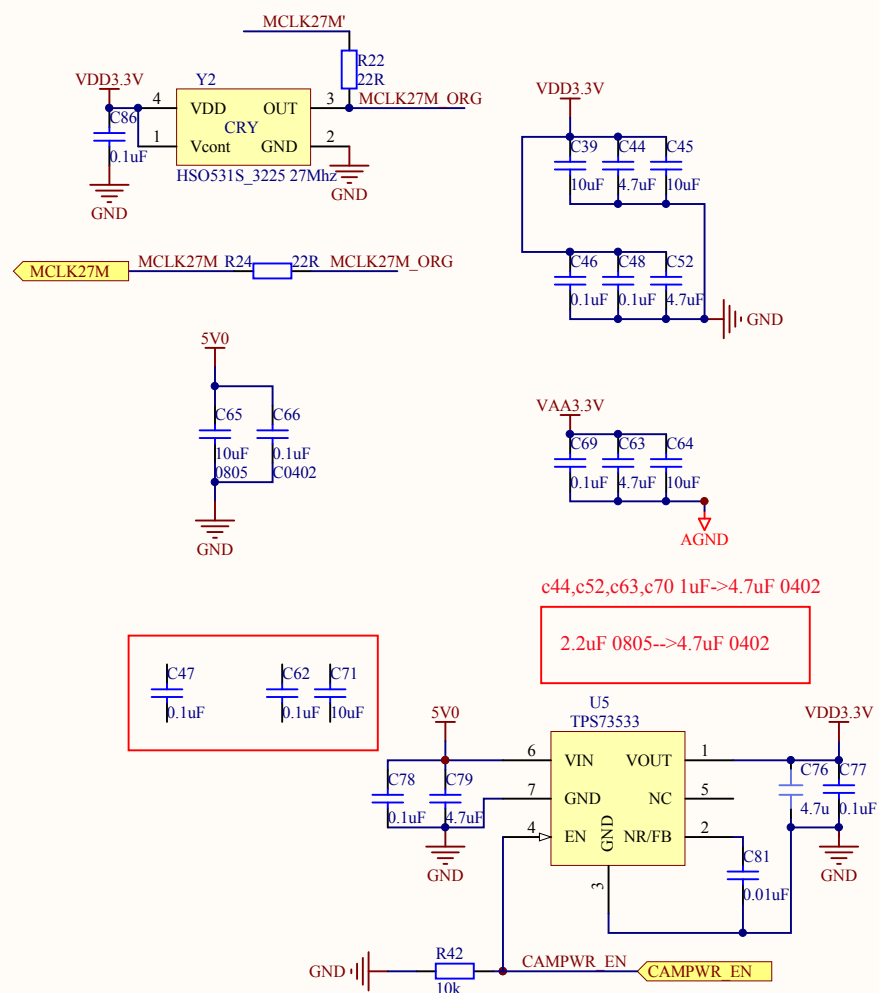 MCLK27M'
R22
22R
Y2
VDD3.3V
4
VDD
OUT
3
MCLK27M_ORG
C86
CRY
0.1uF
1
Vcont
GND
2
HSO531S_3225 27Mhz
GND
GND
MCLK27M
MCLK27M
R24
22R
MCLK27M_ORG
VDD3.3V
C39
C44
C45
10uF
4.7uF
10uF
C46
C48
C52
0.1uF
0.1uF
4.7uF
GND
5V0
C65
C66
10uF
0.1uF
0805
C0402
GND
VAA3.3V
C69
C63
C64
0.1uF
4.7uF
10uF
AGND
c44,c52,c63,c70 1uF->4.7uF 0402
2.2uF 0805-->4.7uF 0402
C47
C62
C71
0.1uF
0.1uF
10uF
U5
TPS73533
5V0
VDD3.3V
6
VIN
VOUT
1
C78
C79
C76
C77
7
GND
NC
5
0.1uF
4.7uF
4.7u
0.1uF
4
EN
GND
NR/FB
2
GND
GND
C81
3
0.01uF
R42
CAMPWR_EN
GND
CAMPWR_EN
10k